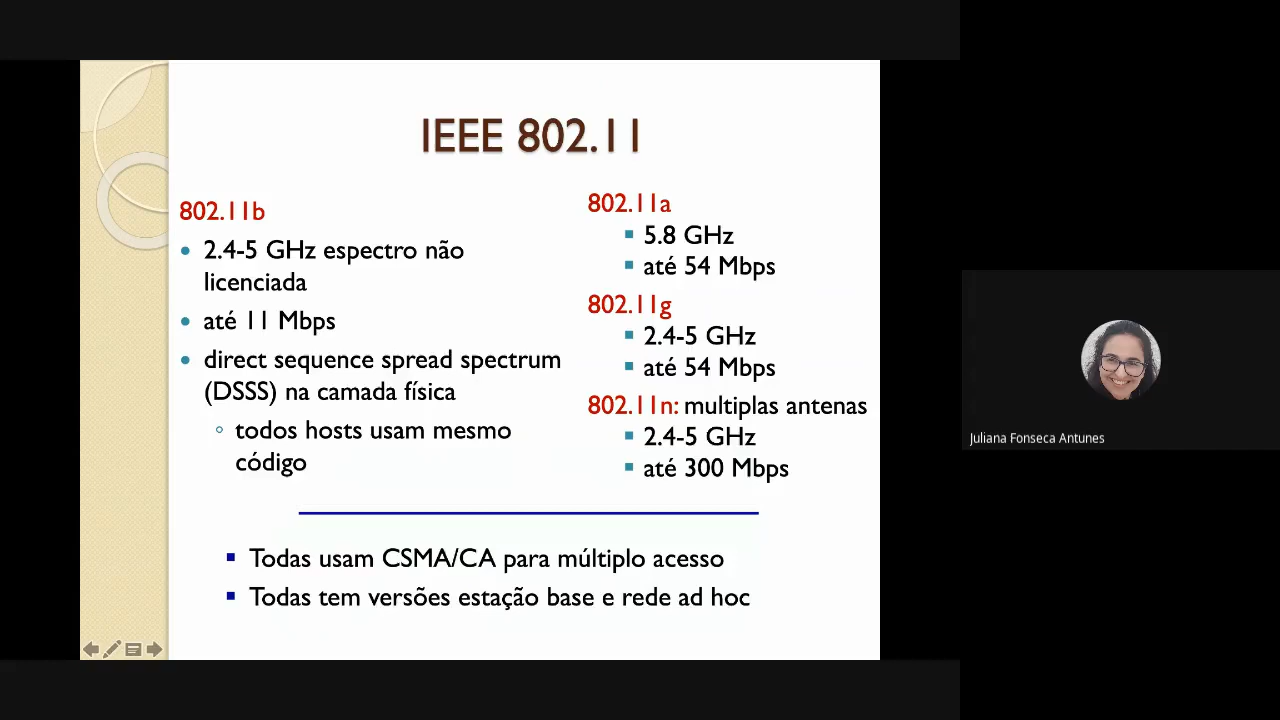 IEEE 802.11
802.11b
2.4-5 GHz espectro não
licenciada
até 11 Mbps
direct sequence spread spectrum
(DSSS) na camada física
todos hosts usam mesmo
código
802.11a
5.8 GHz
até 54 Mbps
802.11g
2.4-5 GHz
até 54 Mbps
802.11n: multiplas antenas
2.4-5 GHz
até 300 Mbps
Todas usam CSMA/CA para múltiplo acesso
Todas tem versões estação base e rede ad hoc
Juliana Fonseca Antunes